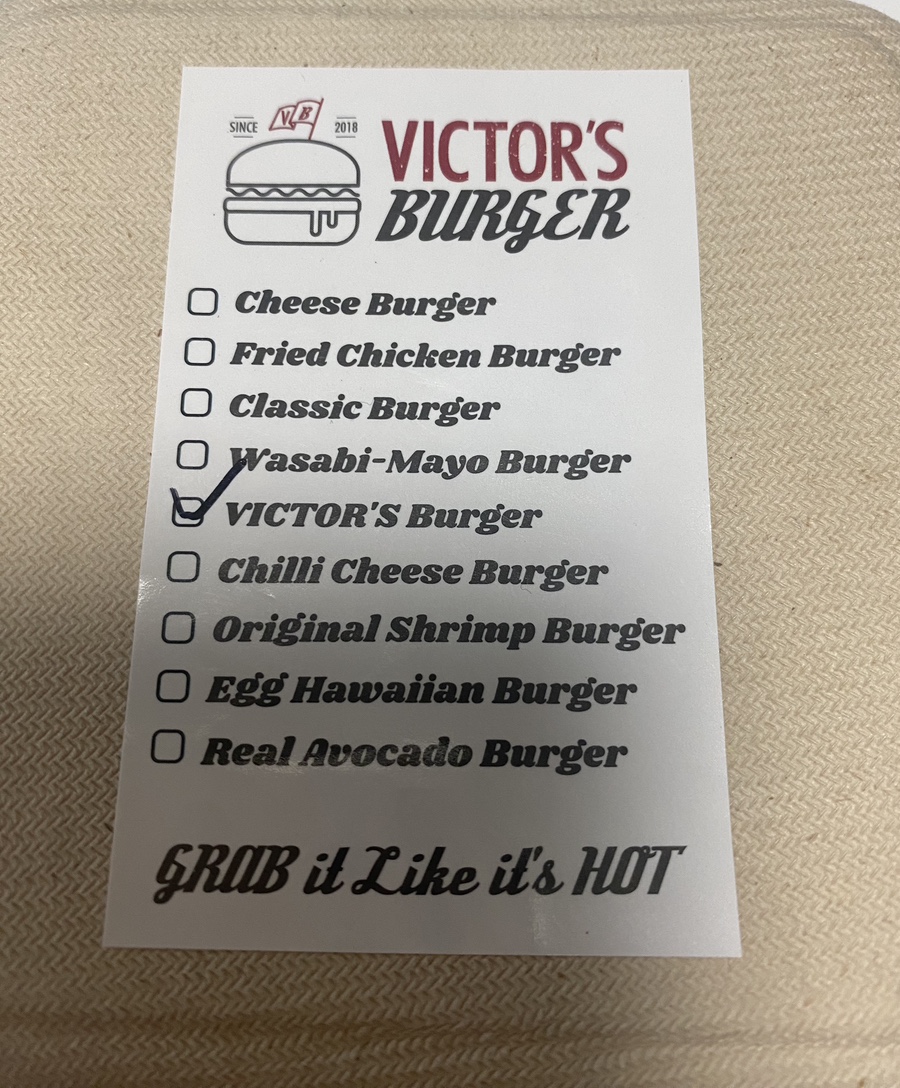 SINCE VB 2018
VICTOR'S
BURGER
Cheese Burger
Fried Chicken Burger
Classic Burger
Wasabi-Mayo Burger
VICTOR'S Burger
Chilli Cheese Burger
Original Shrimp Burger
Egg Hawaiian Burger
Real Avocado Burger
GRAB it Like it's HOT